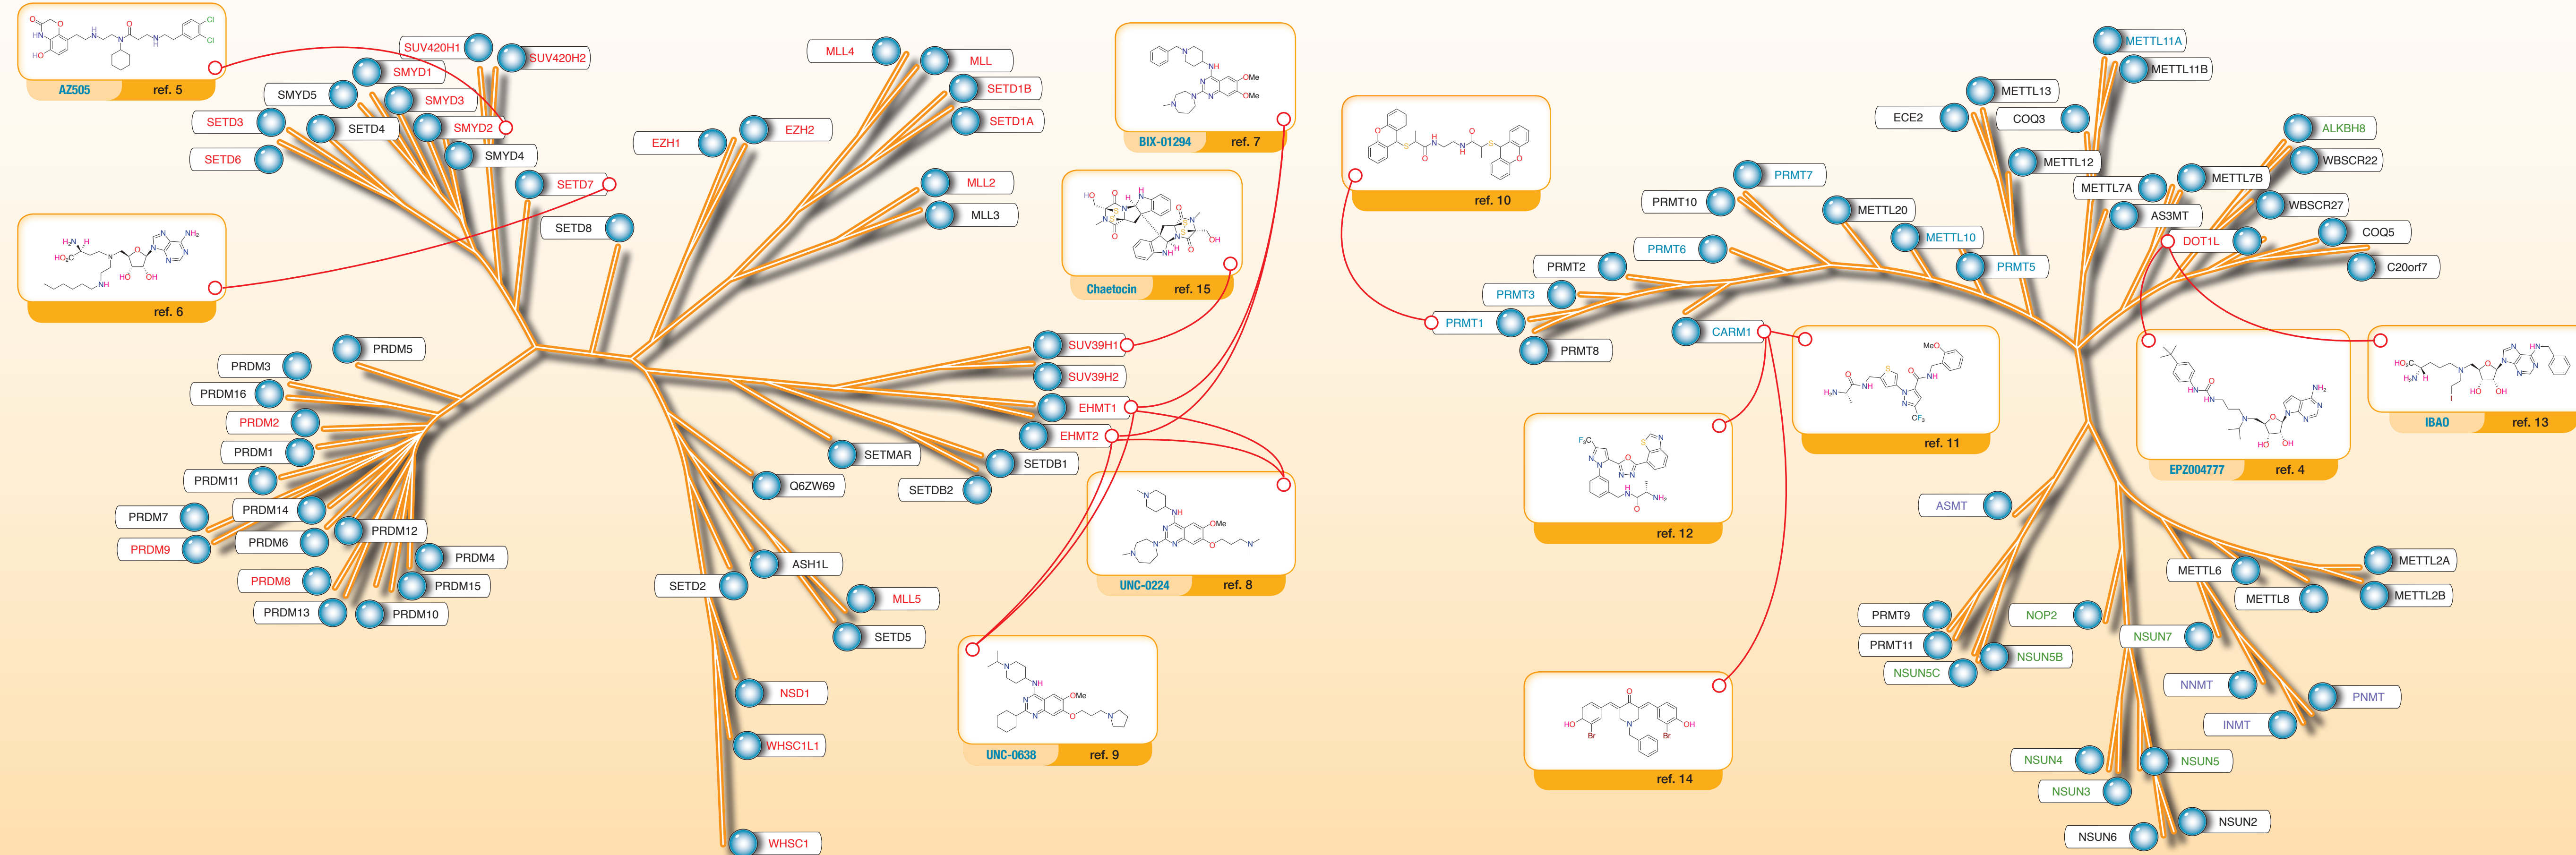 AZ505 ref. 5
SUV420H1
SUV420H2
SMYD1
SMYD5
SMYD3
SETD3
SETD4
SMYD2
SETD6
SMYD4
SETD7
SETD8
ref. 6
EZH1
EZH2
MLL4
MLL
SETD1B
SETD1A
MLL2
MLL3
BIX-01294 ref. 7
Chaetocin ref. 15
SUV39H1
SUV39H2
EHMT1
EHMT2
SETMAR
SETDB1
SETDB2
Q6ZW69
UNC-0224 ref. 8
UNC-0638 ref. 9
PRDM5
PRDM3
PRDM16
PRDM2
PRDM1
PRDM11
PRDM14
PRDM7
PRDM12
PRDM6
PRDM9
PRDM4
PRDM8
PRDM15
PRDM13
PRDM10
SETD2
ASH1L
MLL5
SETD5
NSD1
WHSC1L1
WHSC1
ref. 10
PRMT7
PRMT10
PRMT6
PRMT2
PRMT3
PRMT1
PRMT8
CARM1
METTL20
METTL10
PRMT5
ECE2
METTL13
COQ3
METTL12
METTL11A
METTL11B
ALKBH8
WBSCR22
METTL7A
METTL7B
AS3MT
WBSCR27
DOT1L
COQ5
C20orf7
ref. 11
ref. 12
ref. 14
EPZ004777 ref. 4
IBAO ref. 13
ASMT
METTL6
METTL2A
METTL8
METTL2B
PRMT9
PRMT11
NSUN5C
NSUN5B
NOP2
NSUN7
NNMT
PNMT
INMT
NSUN4
NSUN5
NSUN3
NSUN2
NSUN6